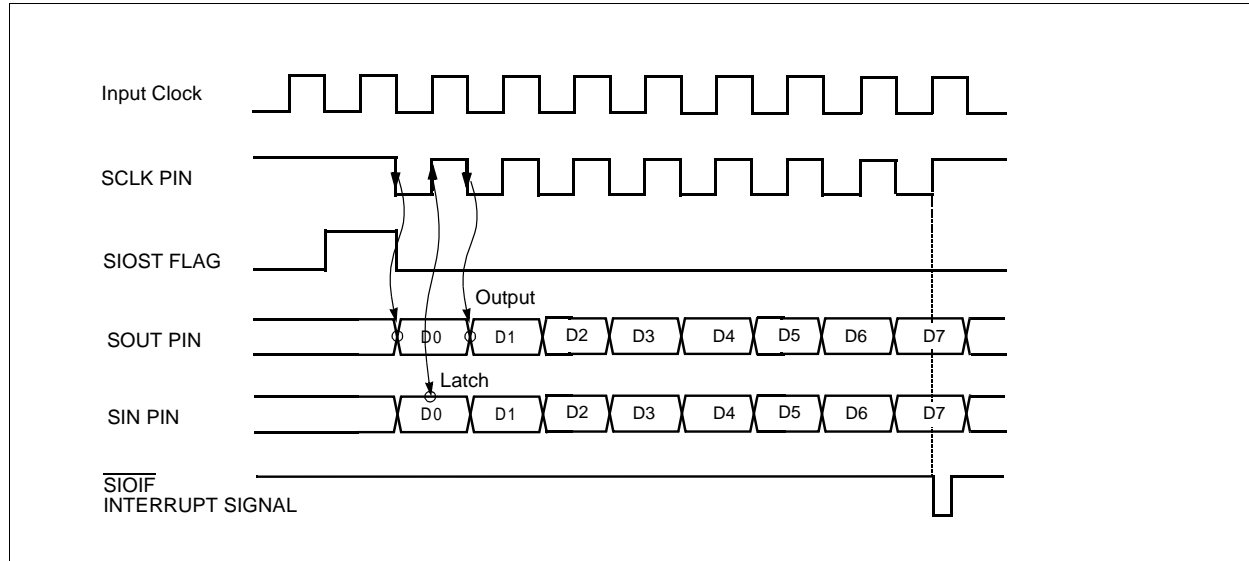 Input Clock
SCLK PIN
SIOST FLAG
Output
SOUT PIN
D0 D1 D2 D3 D4 D5 D6 D7
Latch
SIN PIN
D0 D1 D2 D3 D4 D5 D6 D7
SIOIF
INTERRUPT SIGNAL